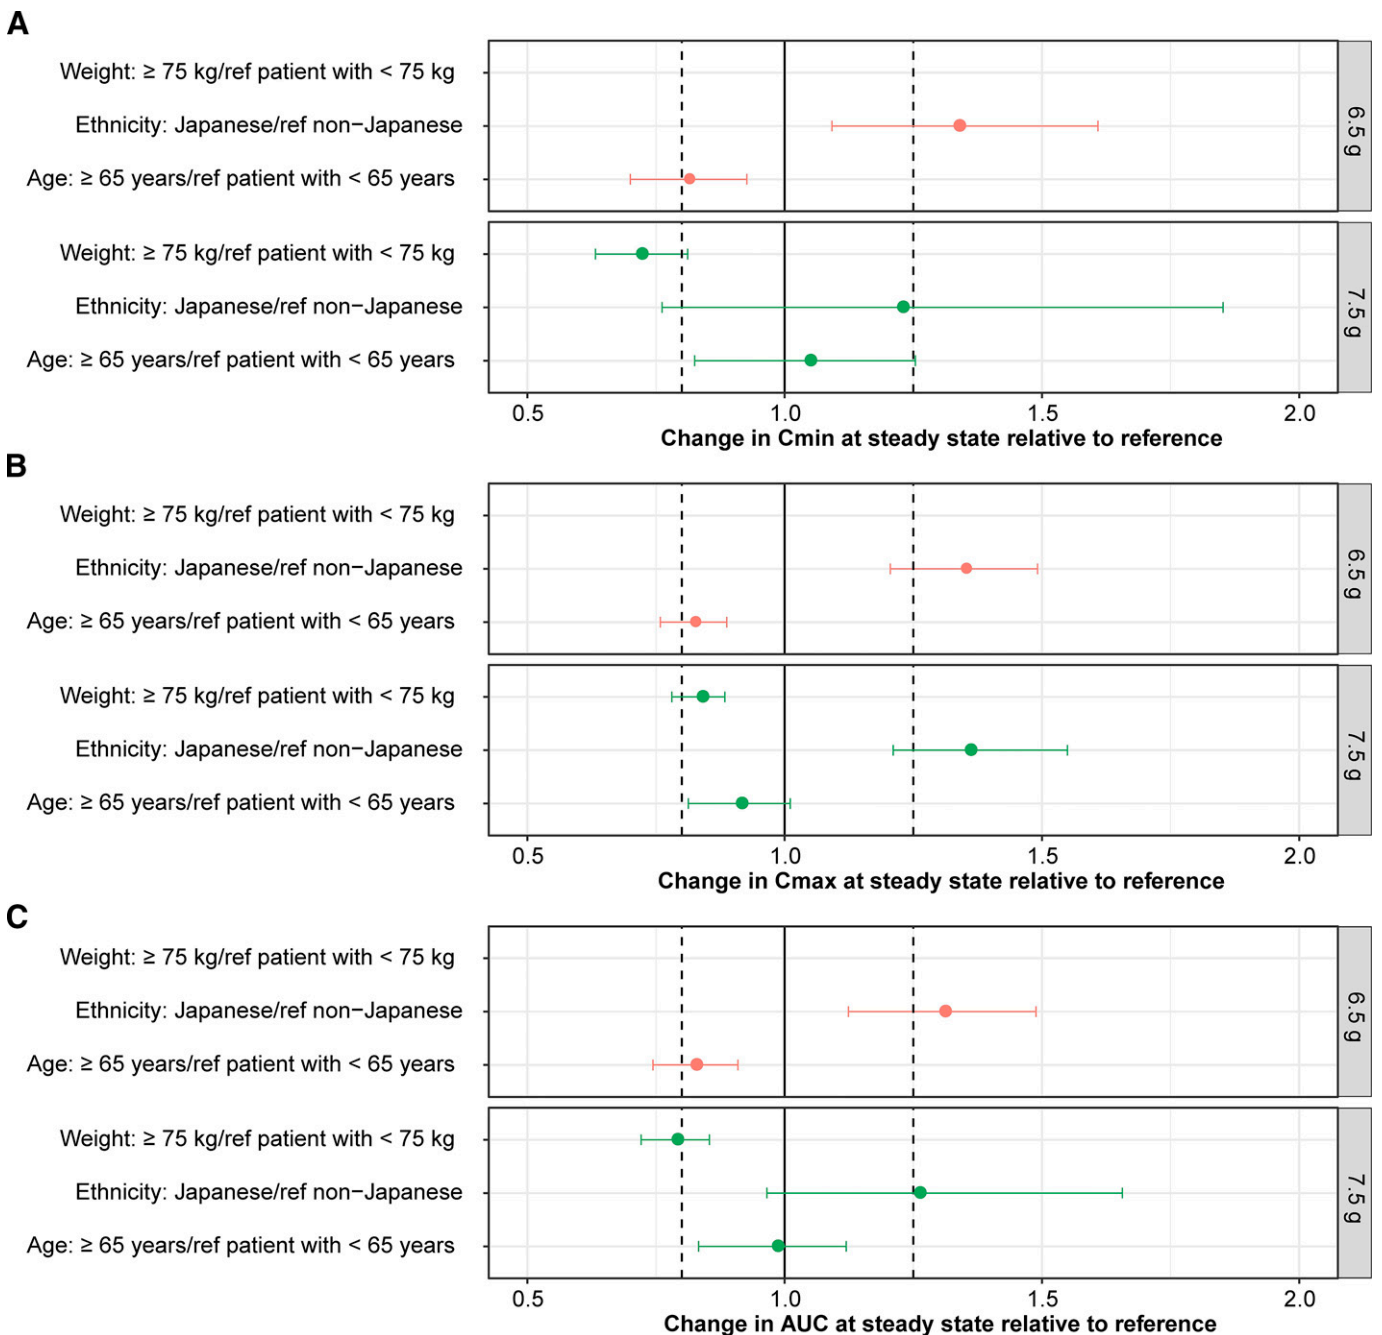 A
Weight: ≥ 75 kg/ref patient with < 75 kg
Ethnicity: Japanese/ref non−Japanese
Age: ≥ 65 years/ref patient with < 65 years
6.5 g
Weight: ≥ 75 kg/ref patient with < 75 kg
Ethnicity: Japanese/ref non−Japanese
Age: ≥ 65 years/ref patient with < 65 years
7.5 g
0.5 1.0 1.5 2.0
Change in Cmin at steady state relative to reference
B
Weight: ≥ 75 kg/ref patient with < 75 kg
Ethnicity: Japanese/ref non−Japanese
Age: ≥ 65 years/ref patient with < 65 years
6.5 g
Weight: ≥ 75 kg/ref patient with < 75 kg
Ethnicity: Japanese/ref non−Japanese
Age: ≥ 65 years/ref patient with < 65 years
7.5 g
0.5 1.0 1.5 2.0
Change in Cmax at steady state relative to reference
C
Weight: ≥ 75 kg/ref patient with < 75 kg
Ethnicity: Japanese/ref non−Japanese
Age: ≥ 65 years/ref patient with < 65 years
6.5 g
Weight: ≥ 75 kg/ref patient with < 75 kg
Ethnicity: Japanese/ref non−Japanese
Age: ≥ 65 years/ref patient with < 65 years
7.5 g
0.5 1.0 1.5 2.0
Change in AUC at steady state relative to reference